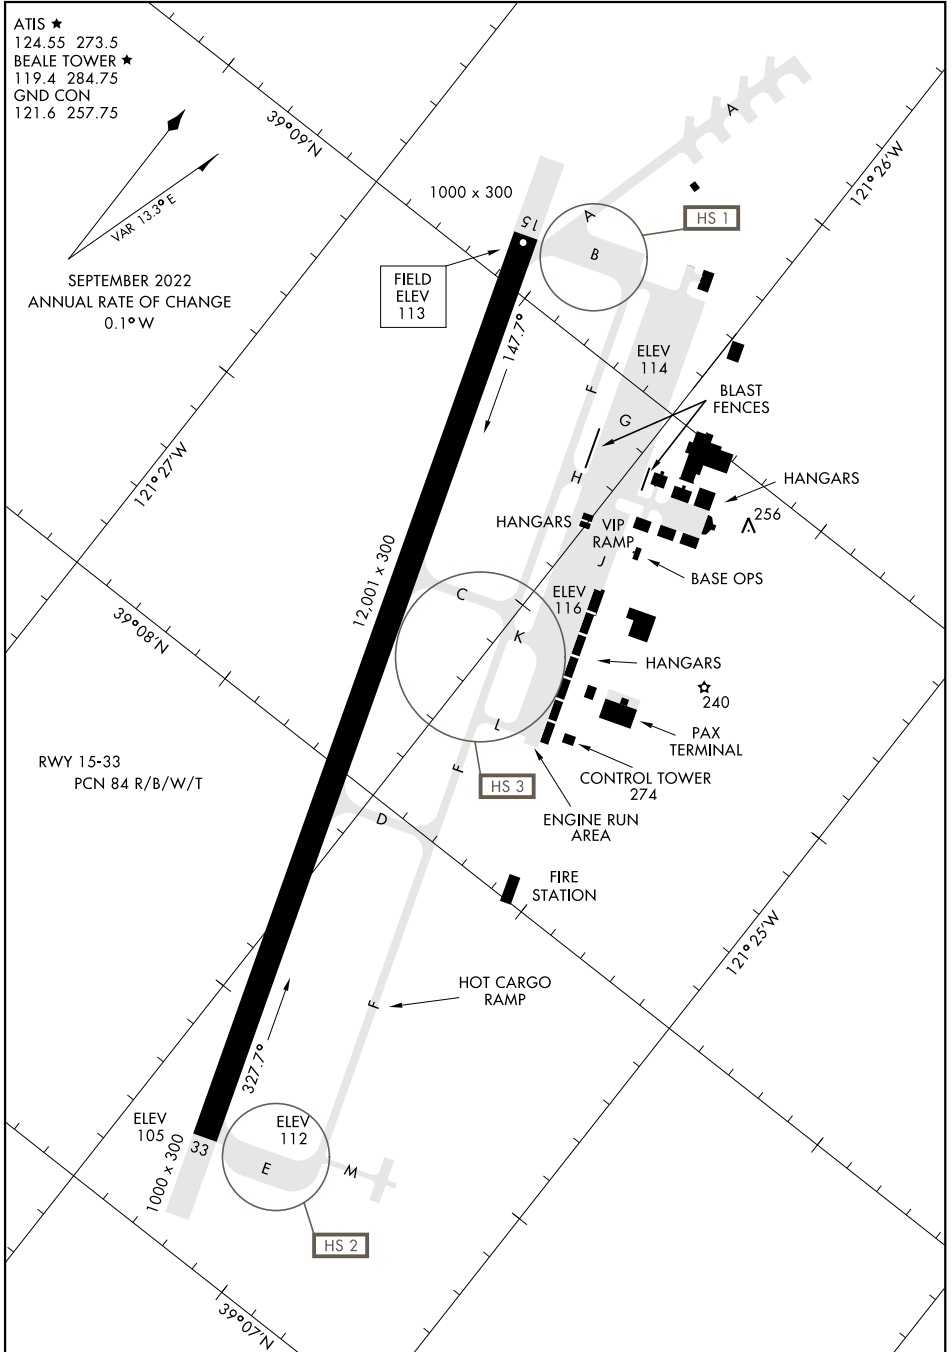 ATIS ★
124.55 273.5
BEALE TOWER ★
119.4 284.75
GND CON
121.6 257.75
VAR 13.3° E
SEPTEMBER 2022
ANNUAL RATE OF CHANGE
0.1° W
39°09'N
1000 x 300
A
121° 26'W
HS 1
A
15
B
FIELD
ELEV
113
147.7°
ELEV
114
F
BLAST
FENCES
G
121° 27'W
H
HANGARS
256
HANGARS
VIP
RAMP
J
BASE OPS
12,001 x 300
C
ELEV
116
39°08'N
K
HANGARS
240
L
PAX
TERMINAL
RWY 15-33
PCN 84 R/B/W/T
F
HS 3
CONTROL TOWER
274
D
ENGINE RUN
AREA
FIRE
STATION
121° 25'W
HOT CARGO
RAMP
F
327.7°
ELEV
105
ELEV
112
33
1000 x 300
E
M
HS 2
39°07'N